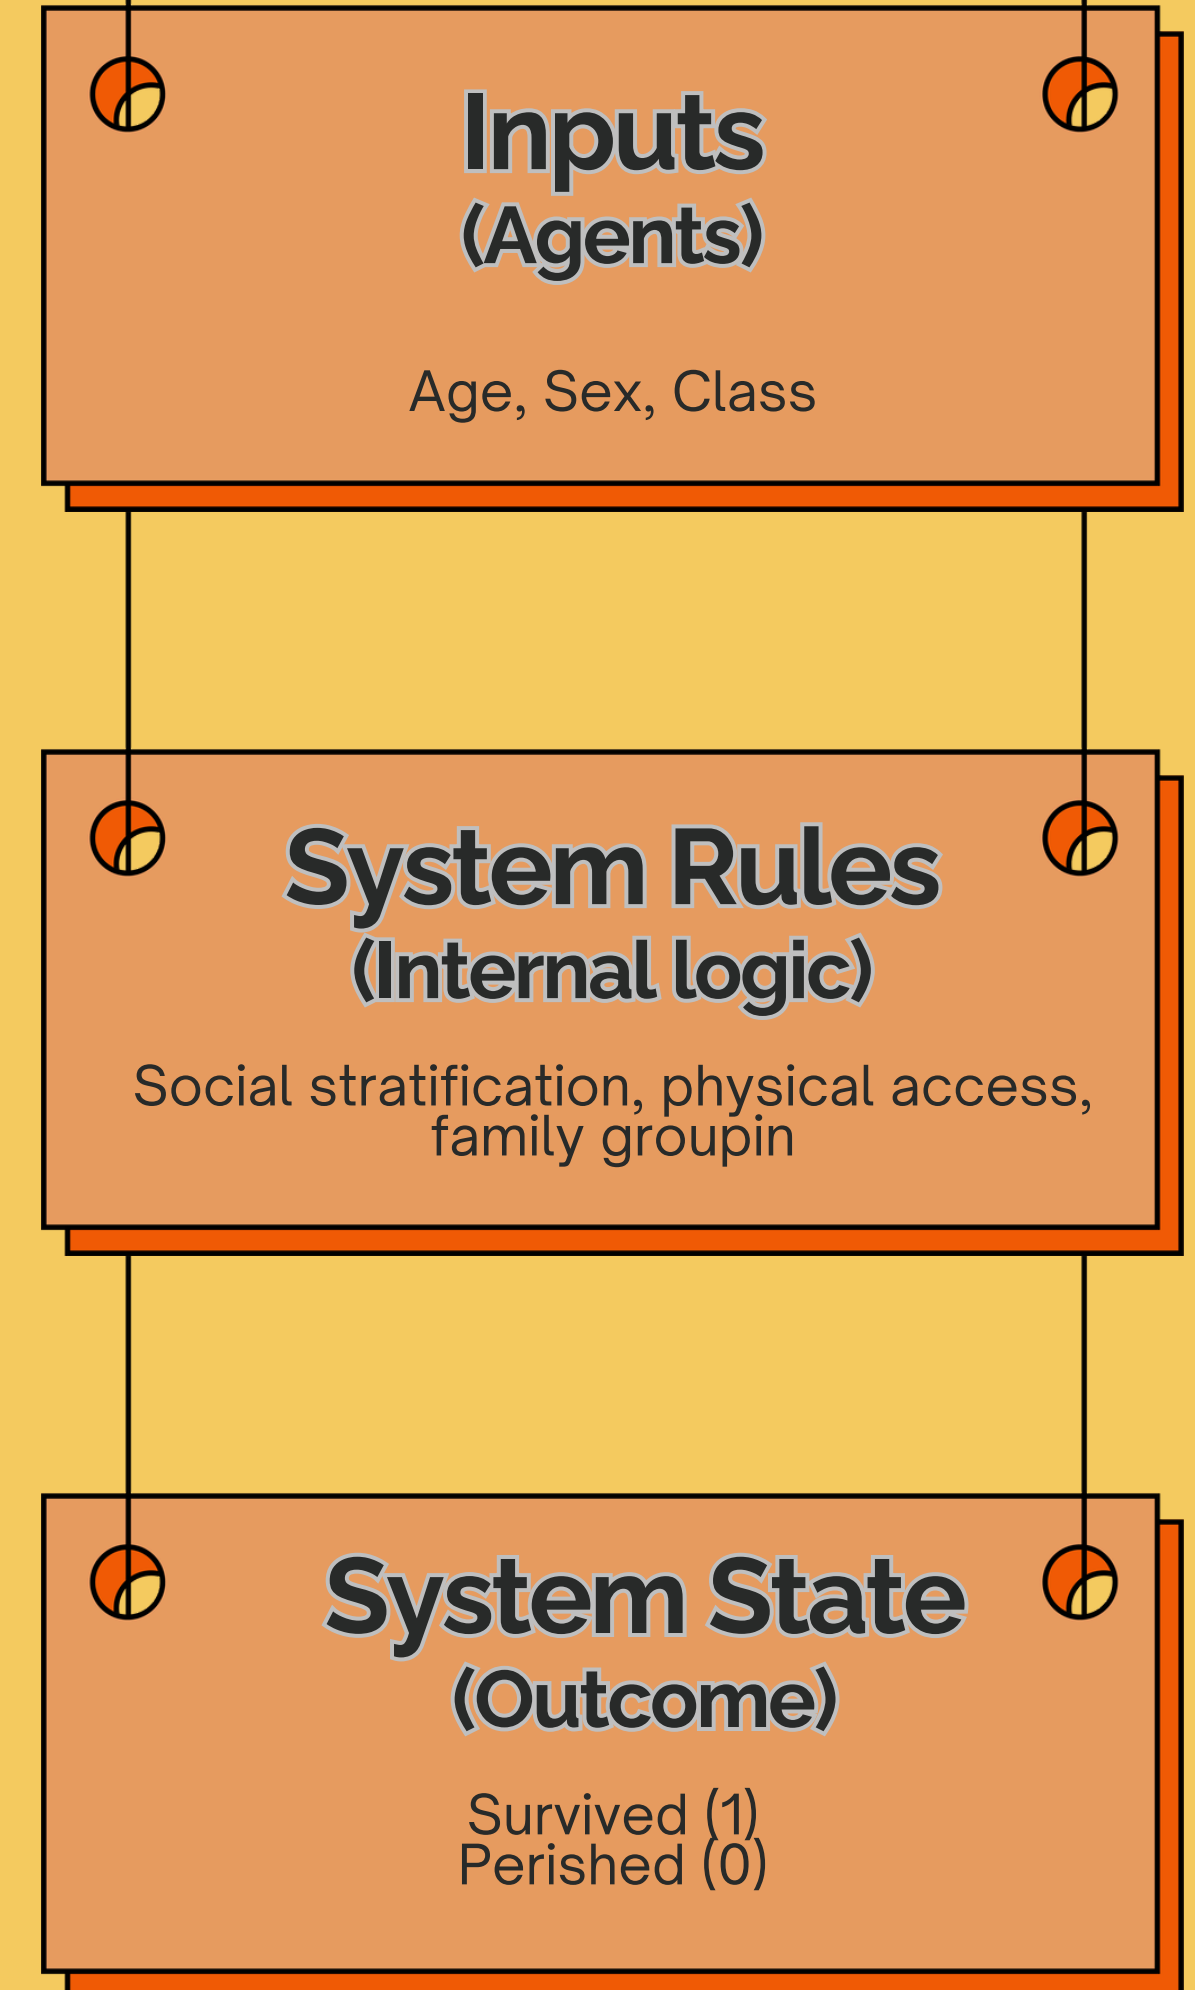 Inputs
(Agents)
Age, Sex, Class
System Rules
(Internal logic)
Social stratification, physical access,
family groupin
System State
(Outcome)
Survived (1)
Perished (0)